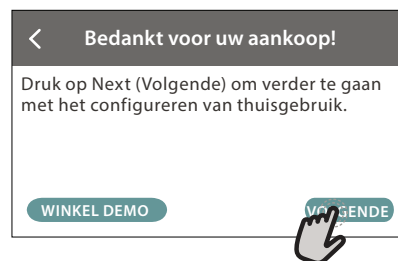 Bedankt voor uw aankoop!
Druk op Next (Volgende) om verder te gaan
met het configureren van thuisgebruik.
WINKEL DEMO
VOLGENDE